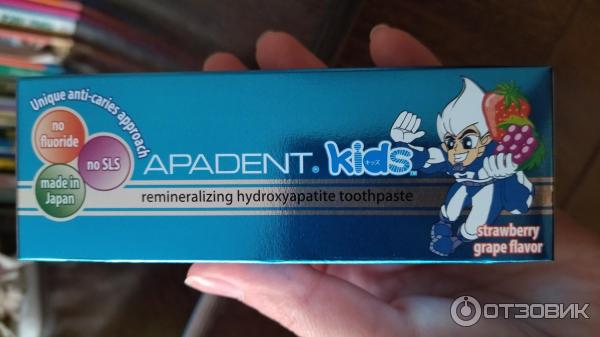 Unique anti-caries approach
no
fluoride
no SLS
made in
Japan
APADENT® kids™
キッズ
remineralizing hydroxyapatite toothpaste
strawberry
grape flavor
ОТЗОВИК